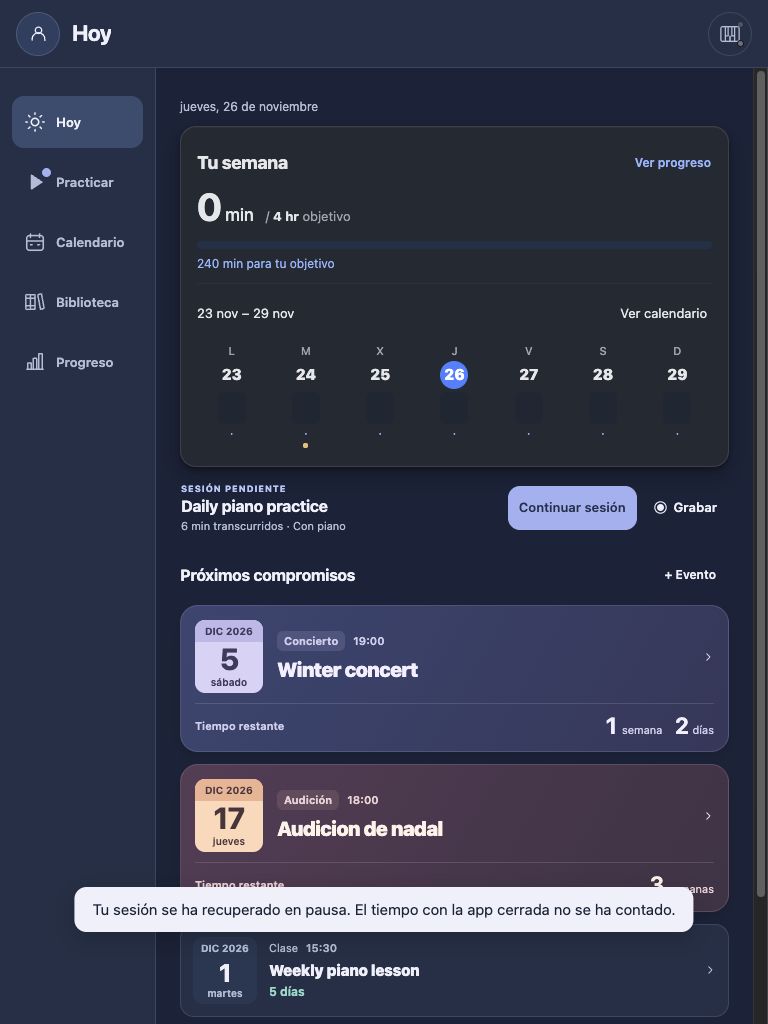 Hoy
Hoy
Practicar
Calendario
Biblioteca
Progreso
jueves, 26 de noviembre
Tu semana
Ver progreso
0 min / 4 hr objetivo
240 min para tu objetivo
23 nov – 29 nov
Ver calendario
L M X J V S D
23 24 25 26 27 28 29
SESIÓN PENDIENTE
Daily piano practice
6 min transcurridos · Con piano
Continuar sesión
Grabar
Próximos compromisos
+ Evento
DIC 2026
5
sábado
Concierto 19:00
Winter concert
Tiempo restante
1 semana 2 días
DIC 2026
17
jueves
Audición 18:00
Audicion de nadal
Tiempo restante
3
Tu sesión se ha recuperado en pausa. El tiempo con la app cerrada no se ha contado.
DIC 2026
1
martes
Clase 15:30
Weekly piano lesson
5 días